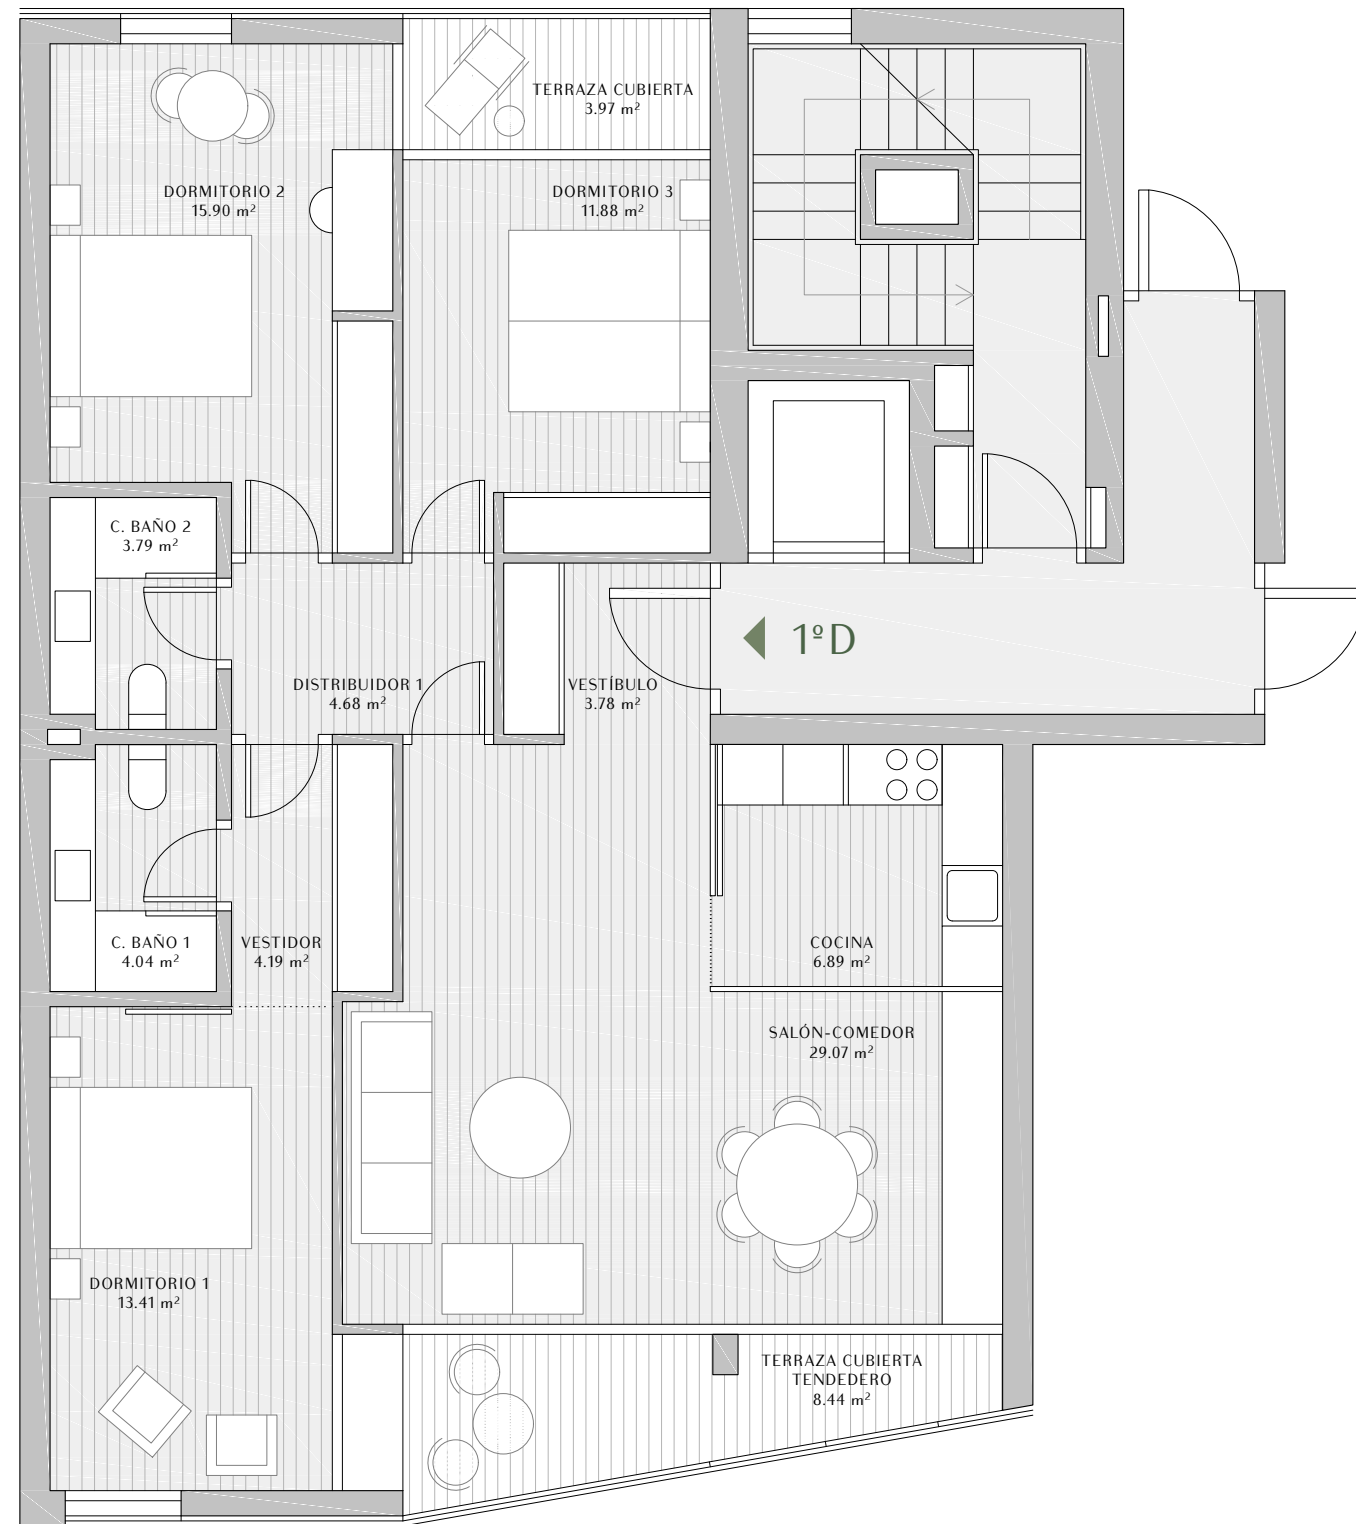 TERRAZA CUBIERTA
3.97 m²
DORMITORIO 2
15.90 m²
DORMITORIO 3
11.88 m²
C. BAÑO 2
3.79 m²
1ºD
DISTRIBUIDOR 1
4.68 m²
VESTÍBULO
3.78 m²
C. BAÑO 1
4.04 m²
VESTIDOR
4.19 m²
COCINA
6.89 m²
SALÓN-COMEDOR
29.07 m²
DORMITORIO 1
13.41 m²
TERRAZA CUBIERTA
TENDEDERO
8.44 m²